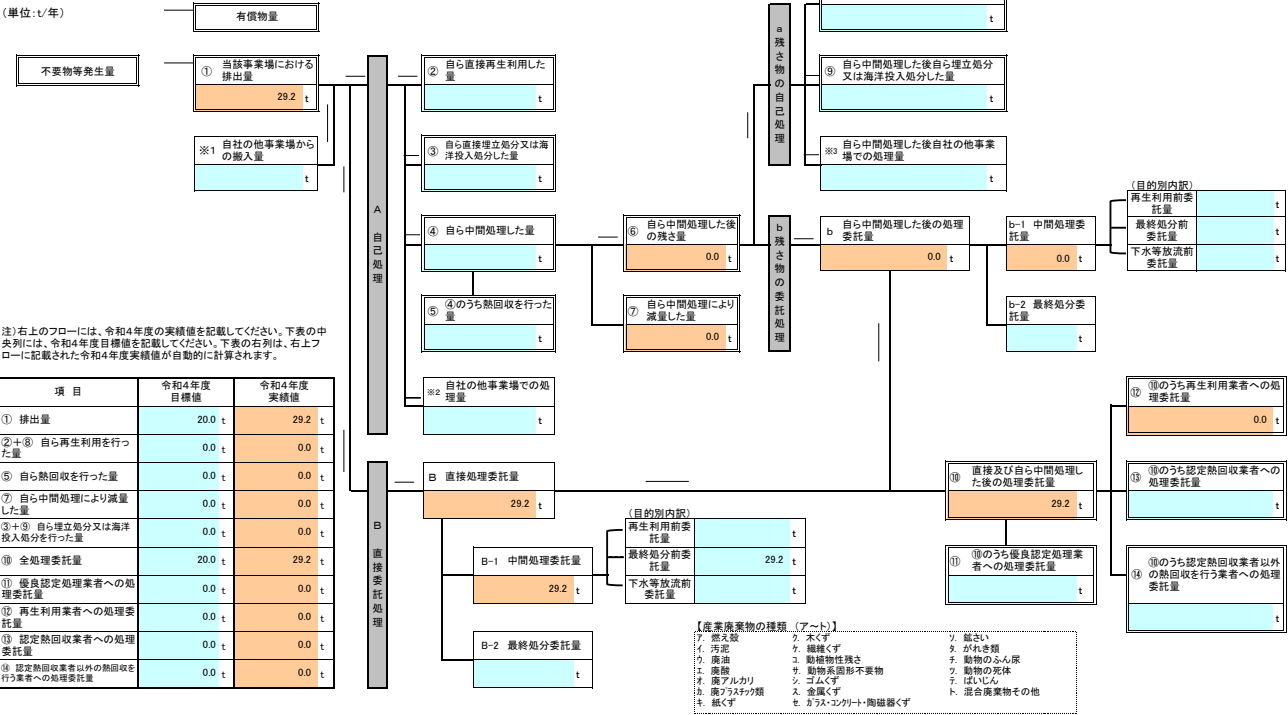 (単位:t/年)
有償物量
t
不要物等発生量
① 当該事業場における
排出量
29.2 t
※1 自社の他事業場から
の搬入量
t
A
自
己
処
理
② 自ら直接再生利用した
量
t
③ 自ら直接埋立処分又は海
洋投入処分した量
t
④ 自ら中間処理した量
t
⑤ ④のうち熱回収を行った
量
t
※2 自社の他事業場での処
理量
t
⑥ 自ら中間処理した後
の残さ量
0.0 t
⑦ 自ら中間処理により
減量した量
0.0 t
a
残
さ
物
の
自
己
処
理
⑨ 自ら中間処理した後自ら埋立処分
又は海洋投入処分した量
t
※3 自ら中間処理した後自社の他事業
場での処理量
t
b
残
さ
物
の
委
託
処
理
b 自ら中間処理した後の処理
委託量
0.0 t
b-1 中間処理委
託量
0.0 t
b-2 最終処分委
託量
t
(目的別内訳)
再生利用前委
託量 t
最終処分前
委託量 t
下水等放流前
委託量 t
注)右上のフローには、令和4年度の実績値を記載してください。下表の中
央列には、令和4年度目標値を記載してください。下表の右列は、右上フ
ローに記載された令和4年度実績値が自動的に計算されます。
項 目 令和4年度 目標値 令和4年度 実績値
① 排出量 20.0 t 29.2 t
②+⑧ 自ら再生利用を行っ
た量 0.0 t 0.0 t
⑤ 自ら熱回収を行った量 0.0 t 0.0 t
⑦ 自ら中間処理により減量
した量 0.0 t 0.0 t
③+⑨ 自ら埋立処分又は海洋
投入処分を行った量 0.0 t 0.0 t
⑩ 全処理委託量 20.0 t 29.2 t
⑪ 優良認定処理業者への処
理委託量 0.0 t 0.0 t
⑫ 再生利用業者への処理委
託量 0.0 t 0.0 t
⑬ 認定熱回収業者への処理
委託量 0.0 t 0.0 t
⑭ 認定熱回収業者以外の熱回収を
行う業者への処理委託量 0.0 t 0.0 t
B
直
接
委
託
処
理
B 直接処理委託量
29.2 t
B-1 中間処理委託量
29.2 t
B-2 最終処分委託量
t
(目的別内訳)
再生利用前委
託量 t
最終処分前委
託量 29.2 t
下水等放流前
委託量 t
⑩ 直接及び自ら中間処理し
た後の処理委託量
29.2 t
⑪ ⑩のうち優良認定処理業
者への処理委託量
t
⑫ ⑩のうち再生利用業者への処
理委託量
0.0 t
⑬ ⑩のうち認定熱回収業者への
処理委託量
t
⑭ ⑩のうち認定熱回収業者以外
の熱回収を行う業者への処理
委託量
t
【産業廃棄物の種類 (ア~ト)】
ア. 燃え殻 ク. 木くず ソ. 鉱さい
イ. 汚泥 ケ. 繊維くず タ. がれき類
ウ. 廃油 コ. 動植物性残さ チ. 動物のふん尿
エ. 廃酸 サ. 動物系固形不要物 ツ. 動物の死体
オ. 廃アルカリ シ. ゴムくず テ. ばいじん
カ. 廃プラスチック類 ス. 金属くず ト. 混合廃棄物その他
キ. 紙くず セ. ガラス・コンクリート・陶磁器くず